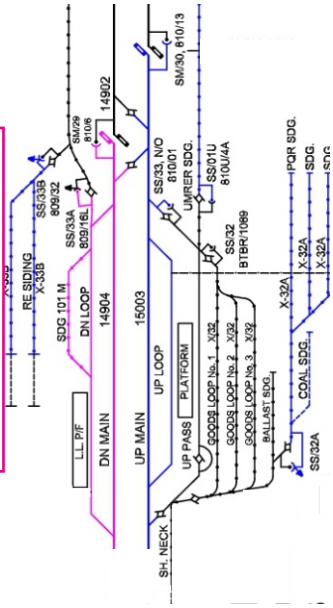 SM/30, 810/13
14902
SM/29
810/6
SS/33, N/O
810/01
UMRER SDG.
SS/01U
810U/4A
SS/33B
809/32
SS/33A
809/16L
SS/32
BTBR/1089
PQR SDG.
SDG.
SDG
X-32A
X-32A
X-32A
X-33B
RE SIDING
SDG 101 M
DN LOOP
14904
15003
UP LOOP
L.L. P/F
DN MAIN
UP MAIN
PLATFORM
UP PASS
GOODS LOOP No. 1 X/32
GOODS LOOP No. 2 X/32
GOODS LOOP No. 3 X/32
BALLAST SDG.
COAL SDG.
SS/32A
SH. NECK